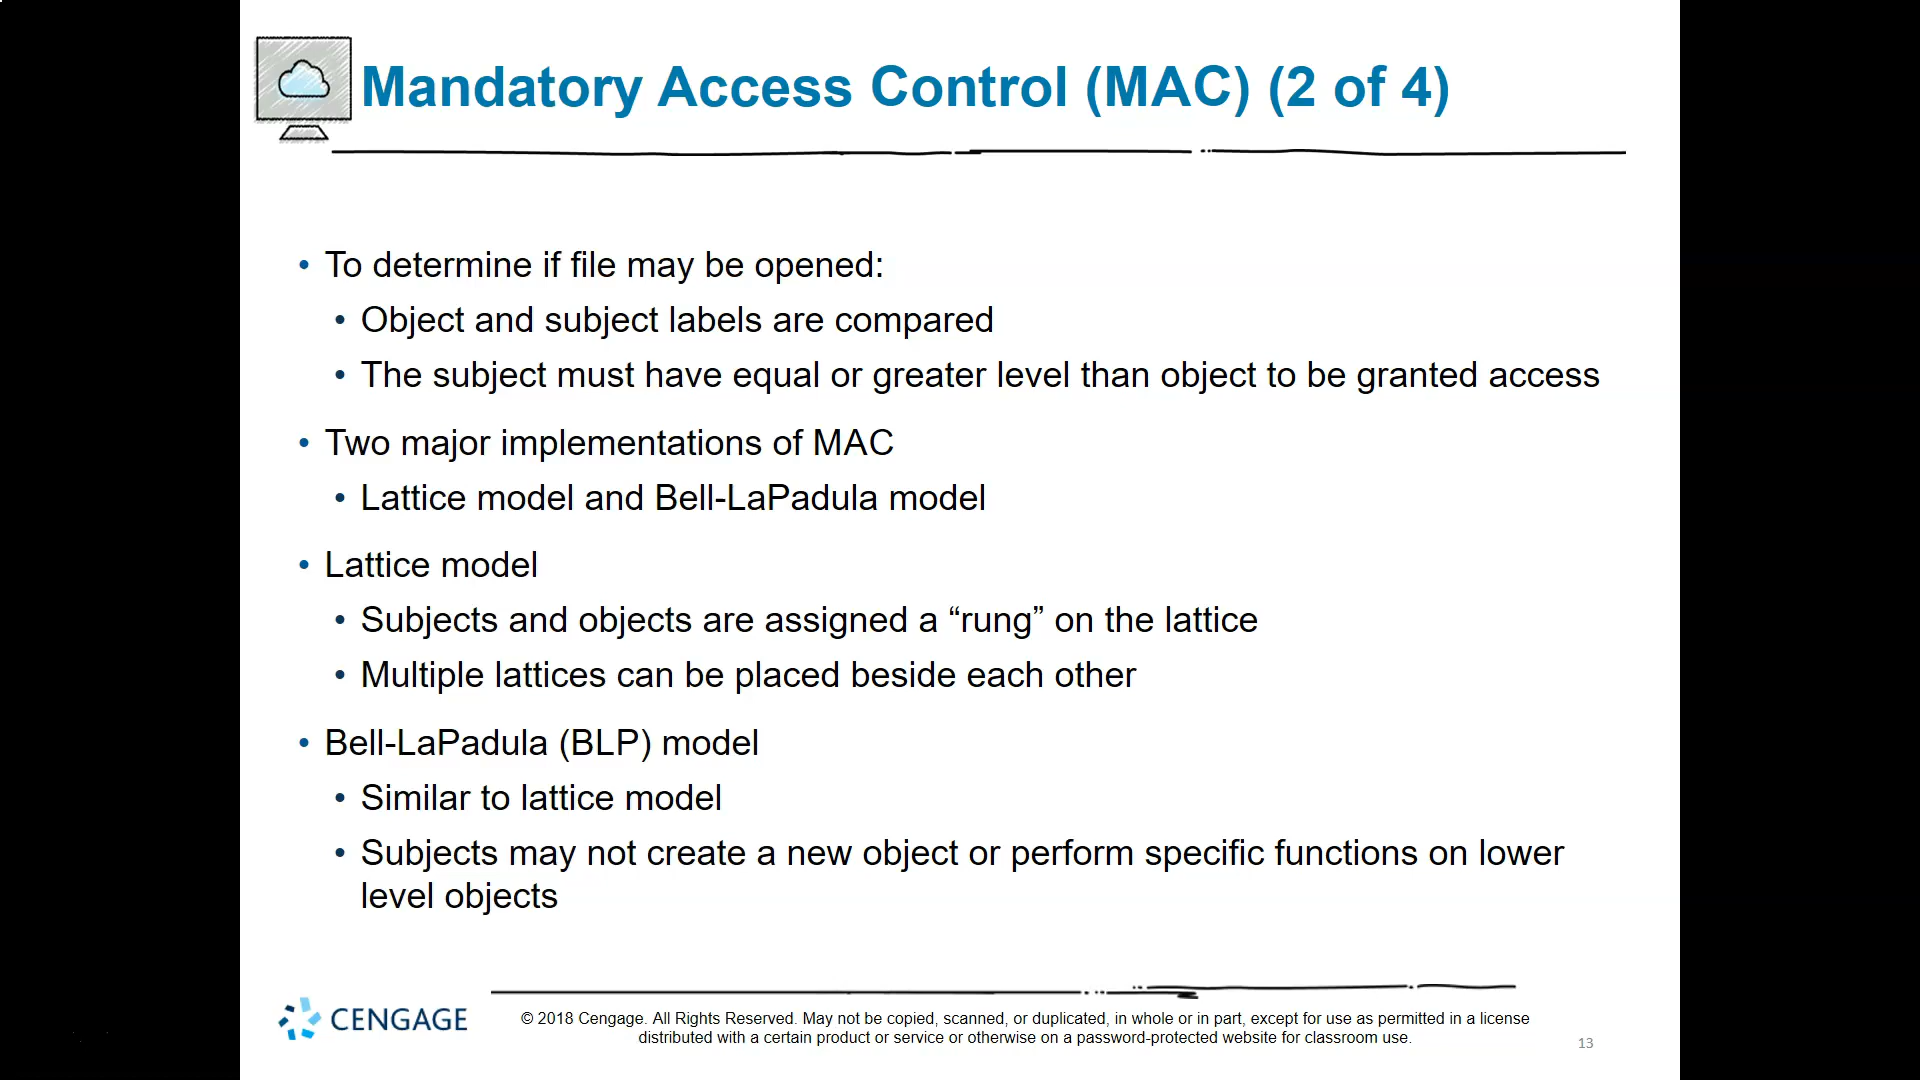 Mandatory Access Control (MAC) (2 of 4)
• To determine if file may be opened:
• Object and subject labels are compared
• The subject must have equal or greater level than object to be granted access
• Two major implementations of MAC
• Lattice model and Bell-LaPadula model
• Lattice model
• Subjects and objects are assigned a “rung” on the lattice
• Multiple lattices can be placed beside each other
• Bell-LaPadula (BLP) model
• Similar to lattice model
• Subjects may not create a new object or perform specific functions on lower
level objects
CENGAGE
© 2018 Cengage. All Rights Reserved. May not be copied, scanned, or duplicated, in whole or in part, except for use as permitted in a license
distributed with a certain product or service or otherwise on a password-protected website for classroom use.
13